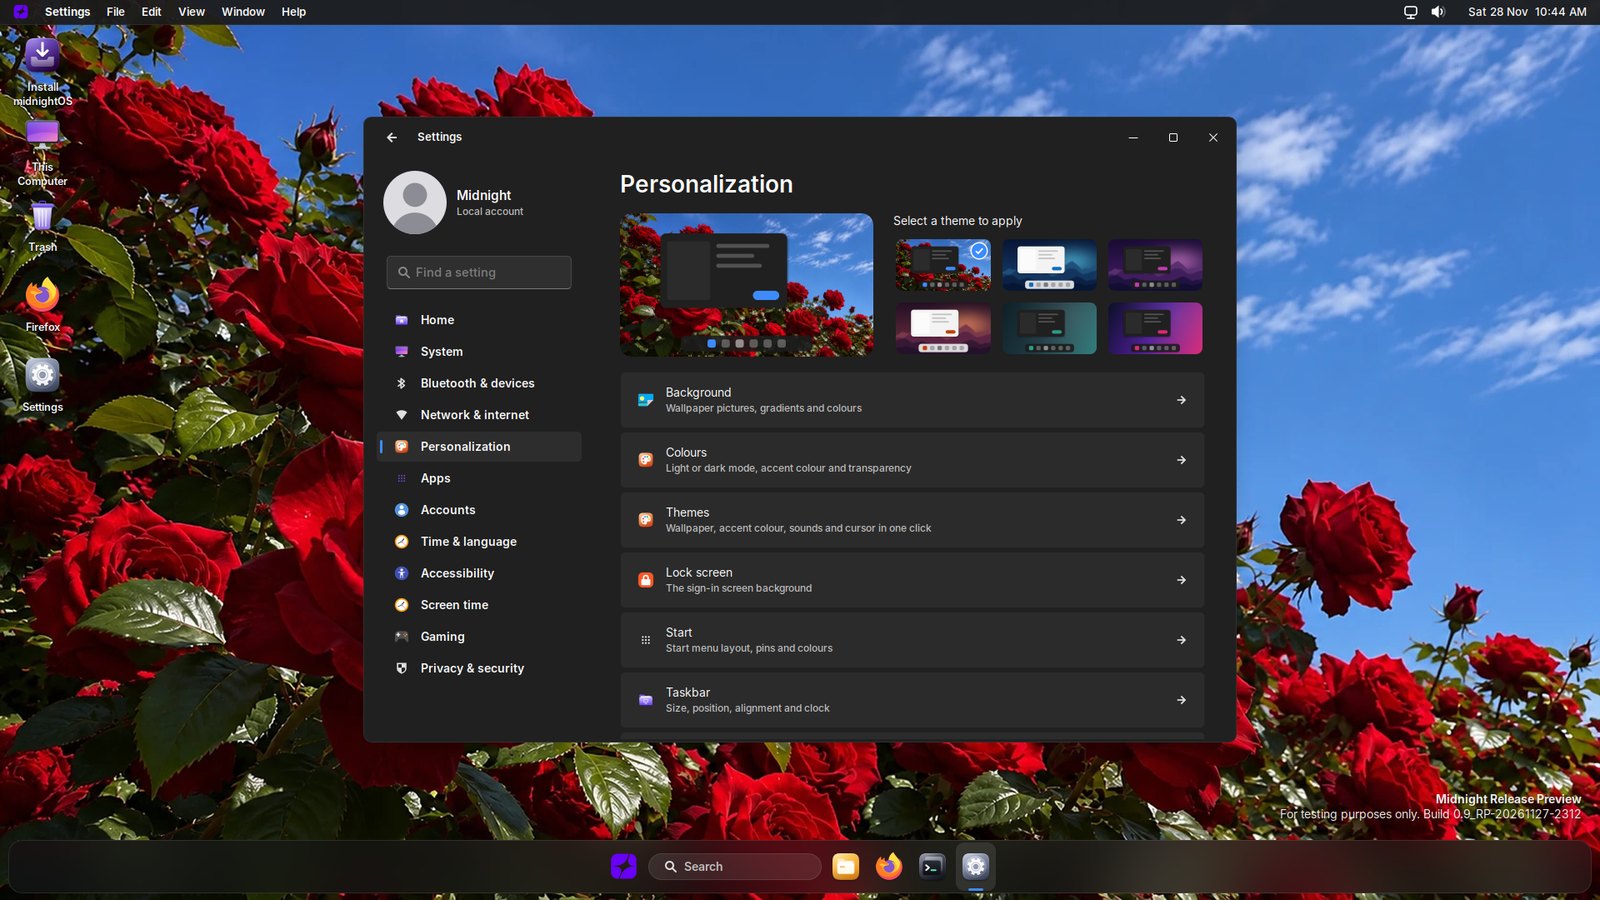 Settings File Edit View Window Help
Sat 28 Nov 10:44 AM
Install
midnightOS
This
Computer
Trash
Firefox
Settings
Settings
Midnight
Local account
Find a setting
Home
System
Bluetooth & devices
Network & internet
Personalization
Apps
Accounts
Time & language
Accessibility
Screen time
Gaming
Privacy & security
Personalization
Select a theme to apply
Background
Wallpaper pictures, gradients and colours
Colours
Light or dark mode, accent colour and transparency
Themes
Wallpaper, accent colour, sounds and cursor in one click
Lock screen
The sign-in screen background
Start
Start menu layout, pins and colours
Taskbar
Size, position, alignment and clock
Midnight Release Preview
For testing purposes only. Build 0.9_RP-20261127-2312
Search